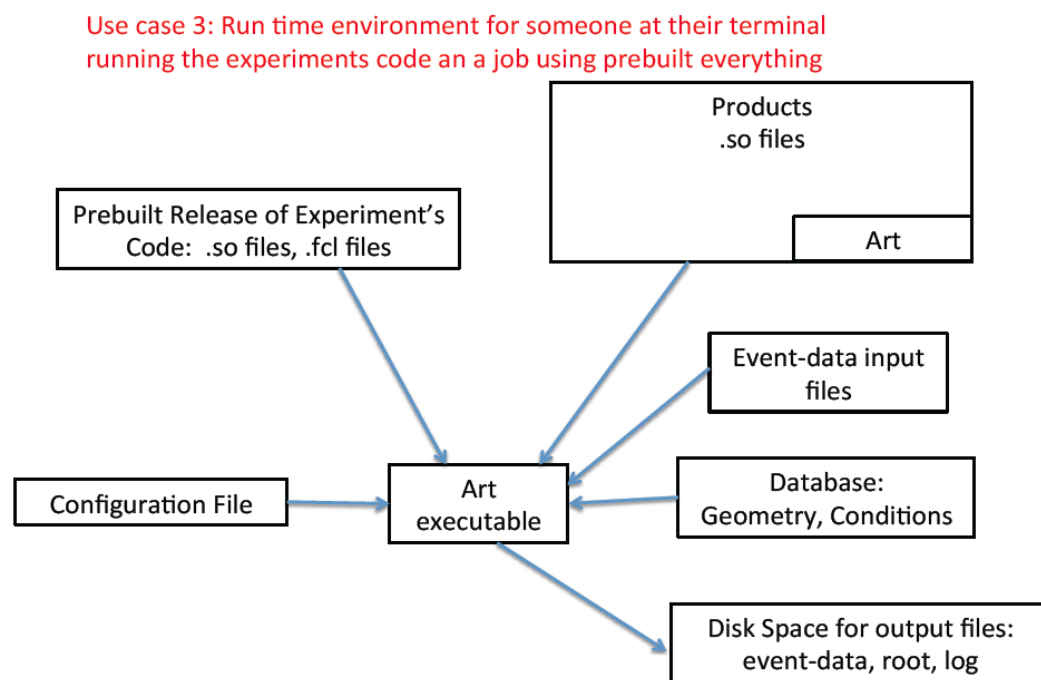 Use case 3: Run time environment for someone at their terminal
running the experiments code an a job using prebuilt everything
Products
.so files
Art
Prebuilt Release of Experiment’s
Code:  .so files, .fcl files
Event-data input
files
Configuration File
Art
executable
Database:
Geometry, Conditions
Disk Space for output files:
event-data, root, log